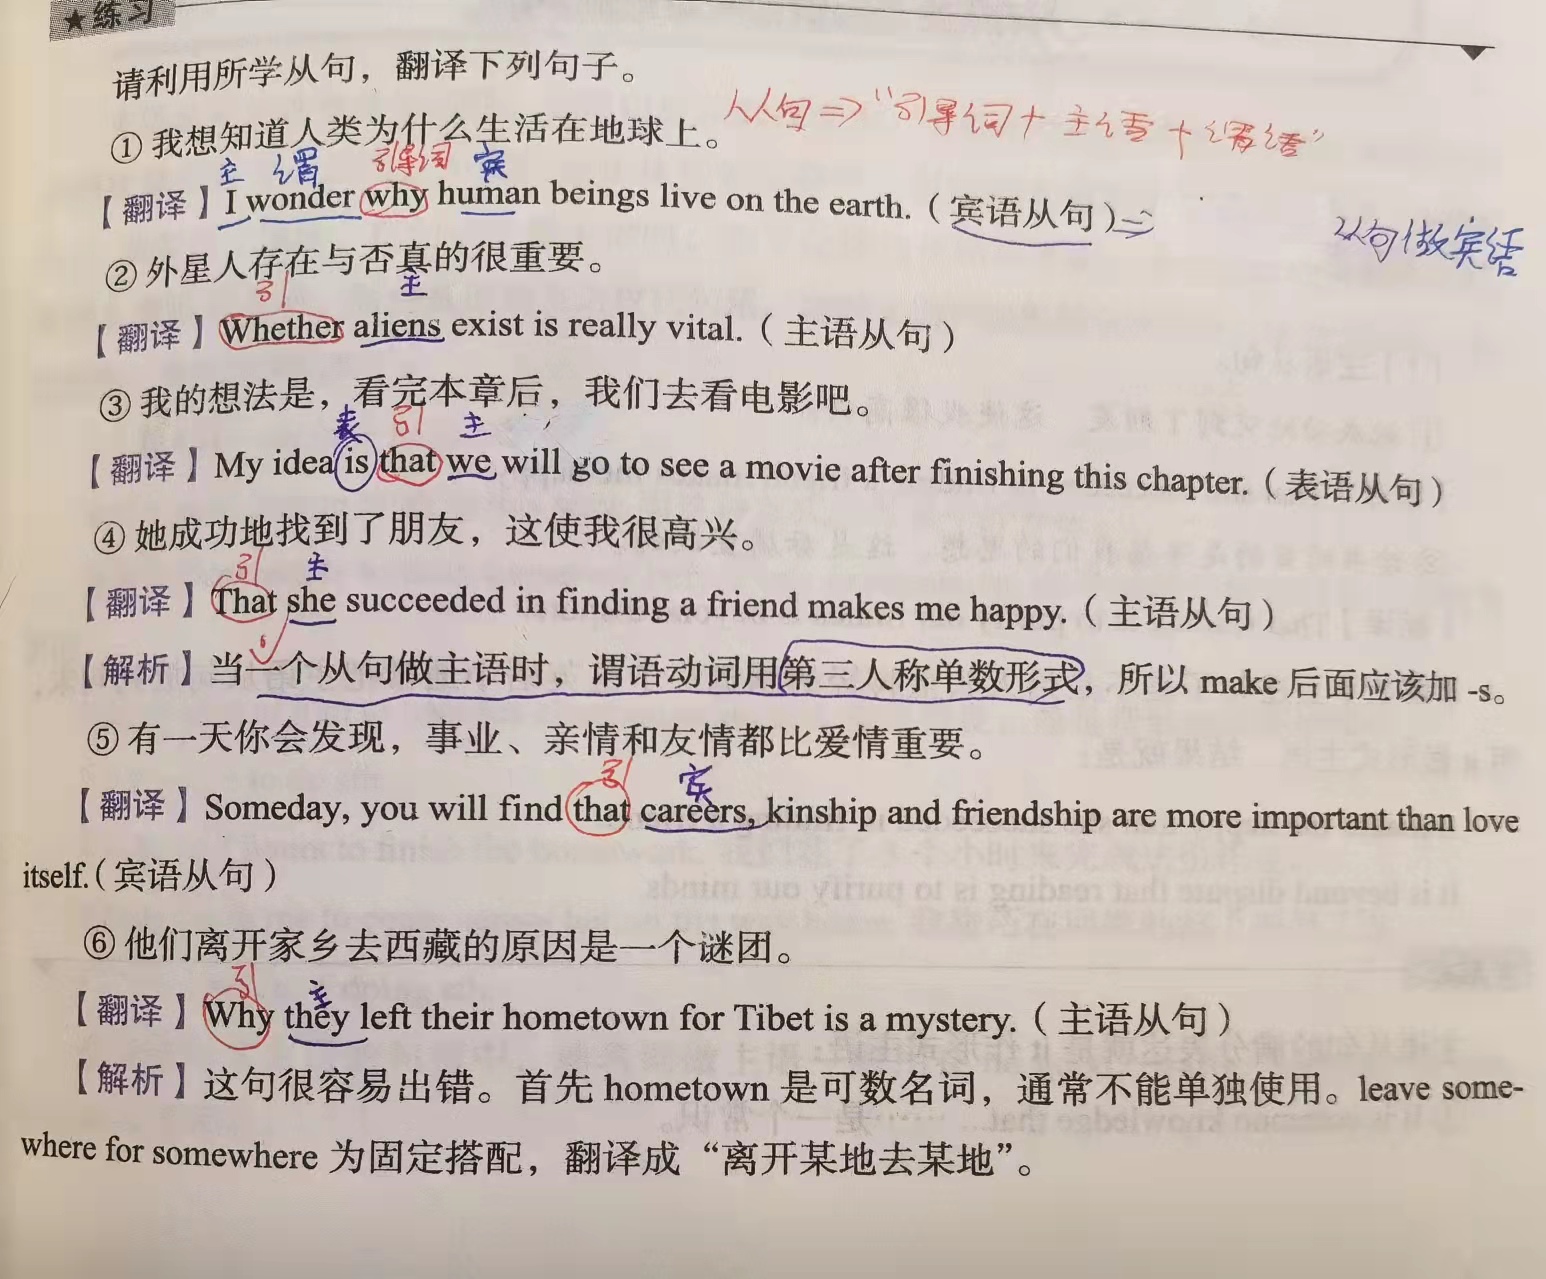 ★练习
请利用所学从句，翻译下列句子。
从句⇒“引导词+主语+谓语”
①我想知道人类为什么生活在地球上。
主 谓 引导词 宾
【翻译】I wonder why human beings live on the earth.（宾语从句）⇒ 从句做宾语
②外星人存在与否真的很重要。
引 主
【翻译】Whether aliens exist is really vital.（主语从句）
③我的想法是，看完本章后，我们去看电影吧。
表 引 主
【翻译】My idea is that we will go to see a movie after finishing this chapter.（表语从句）
④她成功地找到了朋友，这使我很高兴。
引 主
【翻译】That she succeeded in finding a friend makes me happy.（主语从句）
【解析】当一个从句做主语时，谓语动词用第三人称单数形式，所以 make 后面应该加 -s。
⑤有一天你会发现，事业、亲情和友情都比爱情重要。
引 宾
【翻译】Someday, you will find that careers, kinship and friendship are more important than love
itself.（宾语从句）
⑥他们离开家乡去西藏的原因是一个谜团。
引 主
【翻译】Why they left their hometown for Tibet is a mystery.（主语从句）
【解析】这句很容易出错。首先 hometown 是可数名词，通常不能单独使用。leave some-
where for somewhere 为固定搭配，翻译成“离开某地去某地”。